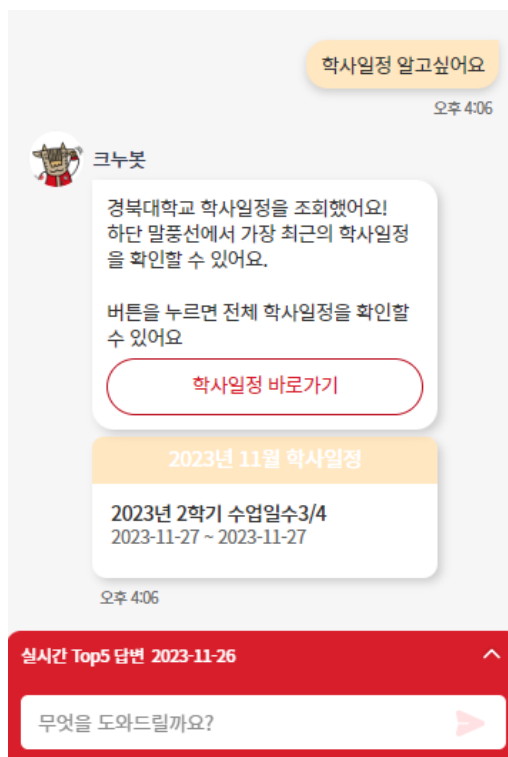 학사일정 알고싶어요
오후 4:06
크누봇
경북대학교 학사일정을 조회했어요!
하단 말풍선에서 가장 최근의 학사일정
을 확인할 수 있어요.
버튼을 누르면 전체 학사일정을 확인할
수 있어요
학사일정 바로가기
2023년 11월 학사일정
2023년 2학기 수업일수3/4
2023-11-27 ~ 2023-11-27
오후 4:06
실시간 Top5 답변 2023-11-26
무엇을 도와드릴까요?